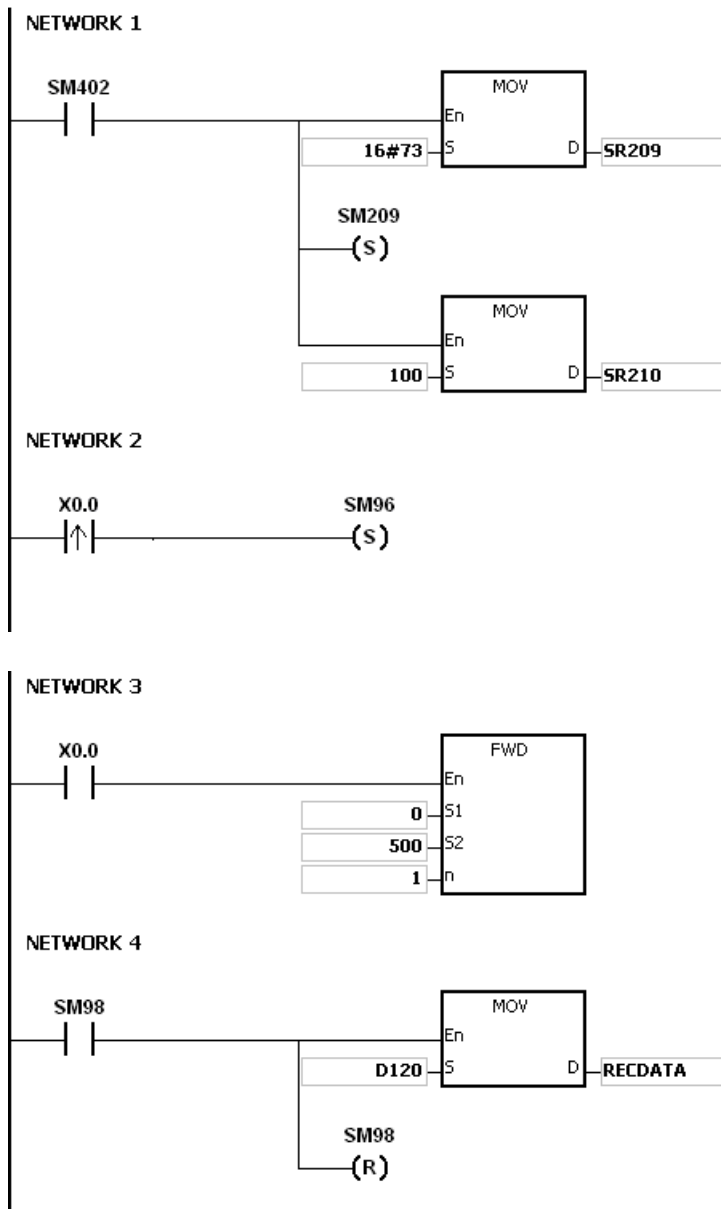 NETWORK 1
SM402
MOV
En
16#73 S D SR209
SM209
(S)
MOV
En
100 S D SR210
NETWORK 2
X0.0 SM96
(S)
NETWORK 3
X0.0
FWD
En
0 S1
500 S2
1 n
NETWORK 4
SM98
MOV
En
D120 S D RECDATA
SM98
(R)